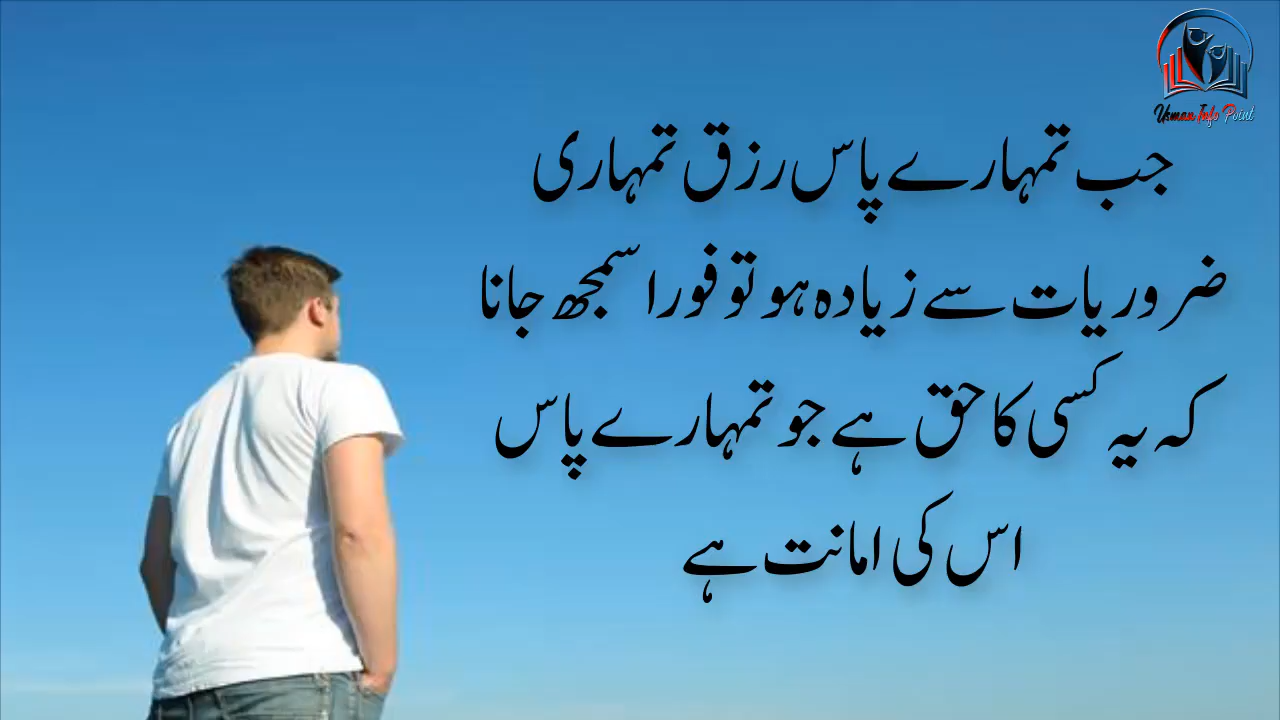 Usman Info Point
جب تمہارے پاس رزق تمہاری
ضروریات سے زیادہ ہو تو فورا سمجھ جانا
کہ یہ کسی کا حق ہے جو تمہارے پاس
اس کی امانت ہے